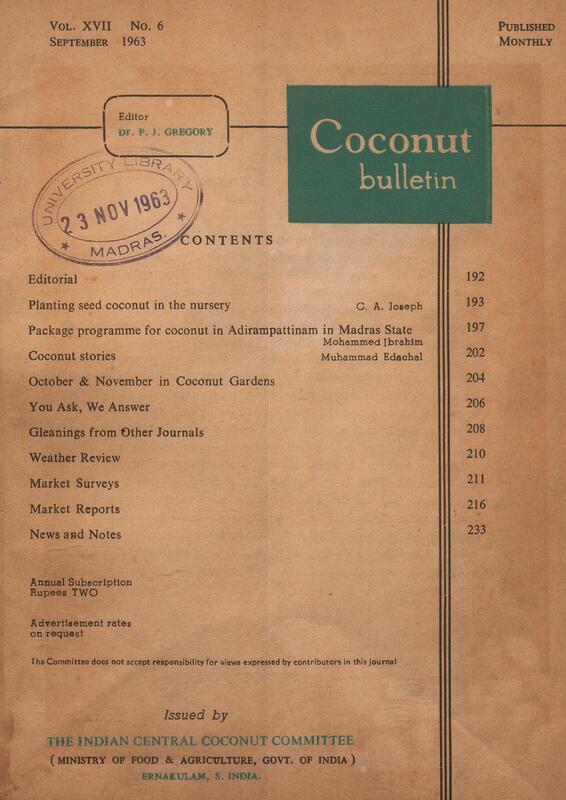 VOL. XVII NO. 6
SEPTEMBER 1963
PUBLISHED
MONTHLY
Editor
Dr. P. J. GREGORY
Coconut
bulletin
UNIVERSITY LIBRARY
23 NOV 1963
MADRAS.
CONTENTS
Editorial 192
Planting seed coconut in the nursery C. A. Joseph 193
Package programme for coconut in Adirampattinam in Madras State 197
Mohammed Ibrahim
Coconut stories Muhammad Edachal 202
October & November in Coconut Gardens 204
You Ask, We Answer 206
Gleanings from Other Journals 208
Weather Review 210
Market Surveys 211
Market Reports 216
News and Notes 233
Annual Subscription
Rupees TWO
Advertisement rates
on request
The Committee does not accept responsibility for views expressed by contributors in this Journal
Issued by
THE INDIAN CENTRAL COCONUT COMMITTEE
( MINISTRY OF FOOD & AGRICULTURE, GOVT. OF INDIA )
ERNAKULAM, S. INDIA.